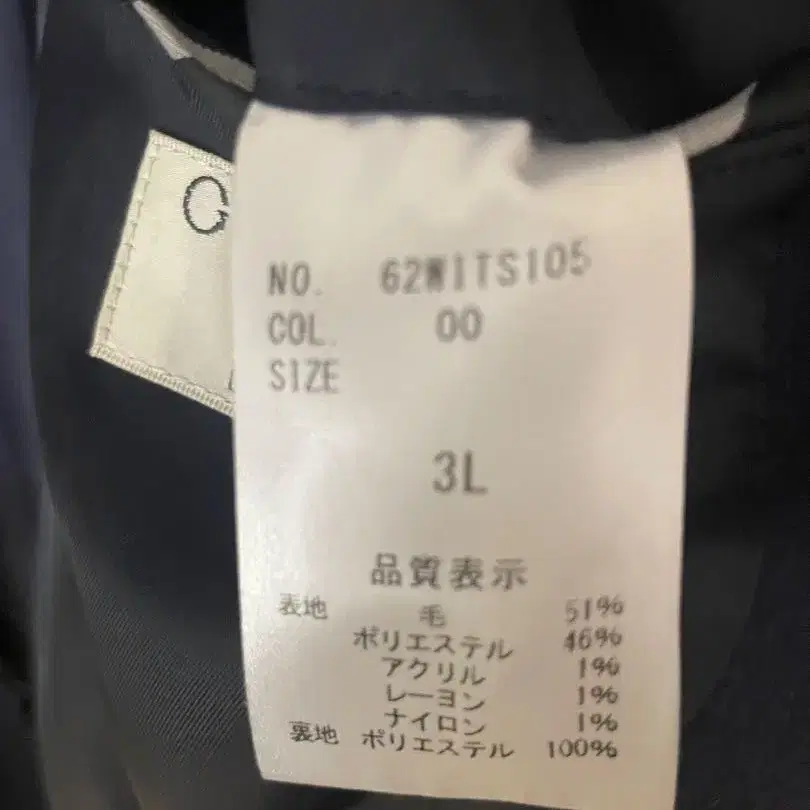 NO. 62W1TS105
COL. 00
SIZE
3L
品質表示
表地 毛 51%
ポリエステル 46%
アクリル 1%
レーヨン 1%
ナイロン 1%
裏地 ポリエステル 100%